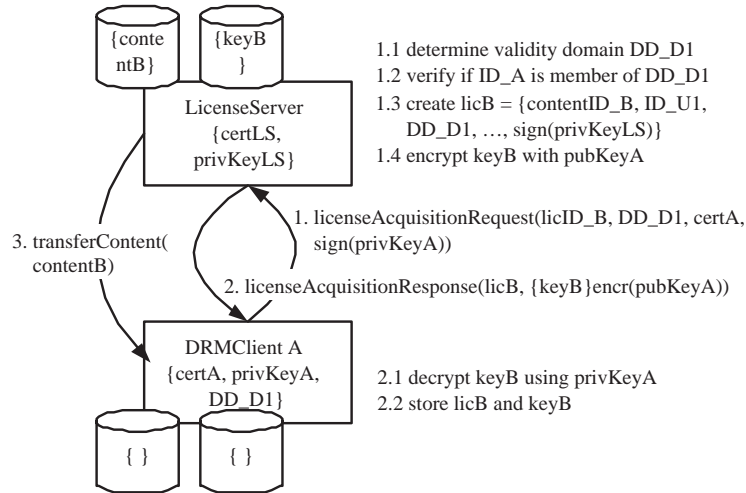 {conte
ntB}
{keyB
}
LicenseServer
{certLS,
privKeyLS}
1.1 determine validity domain DD_D1
1.2 verify if ID_A is member of DD_D1
1.3 create licB = {contentID_B, ID_U1,
DD_D1, …, sign(privKeyLS)}
1.4 encrypt keyB with pubKeyA
1. licenseAcquisitionRequest(licID_B, DD_D1, certA,
sign(privKeyA))
3. transferContent(
contentB)
2. licenseAcquisitionResponse(licB, {keyB}encr(pubKeyA))
DRMClient A
{certA, privKeyA,
DD_D1}
2.1 decrypt keyB using privKeyA
2.2 store licB and keyB
{ }
{ }